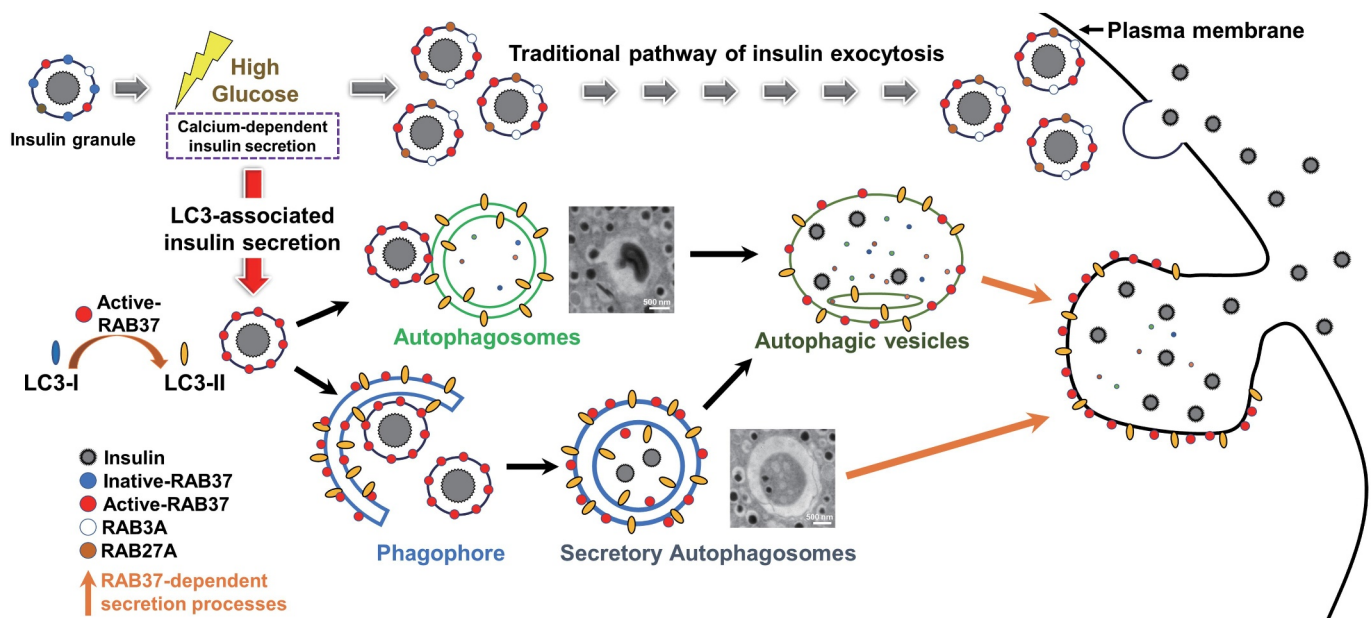 Plasma membrane
Traditional pathway of insulin exocytosis
High
Glucose
Insulin granule
Calcium-dependent
insulin secretion
LC3-associated
insulin secretion
500 nm
Active-
RAB37
Autophagosomes
Autophagic vesicles
LC3-I
LC3-II
Insulin
Inative-RAB37
Active-RAB37
RAB3A
RAB27A
500 nm
Phagophore
Secretory Autophagosomes
RAB37-dependent
secretion processes